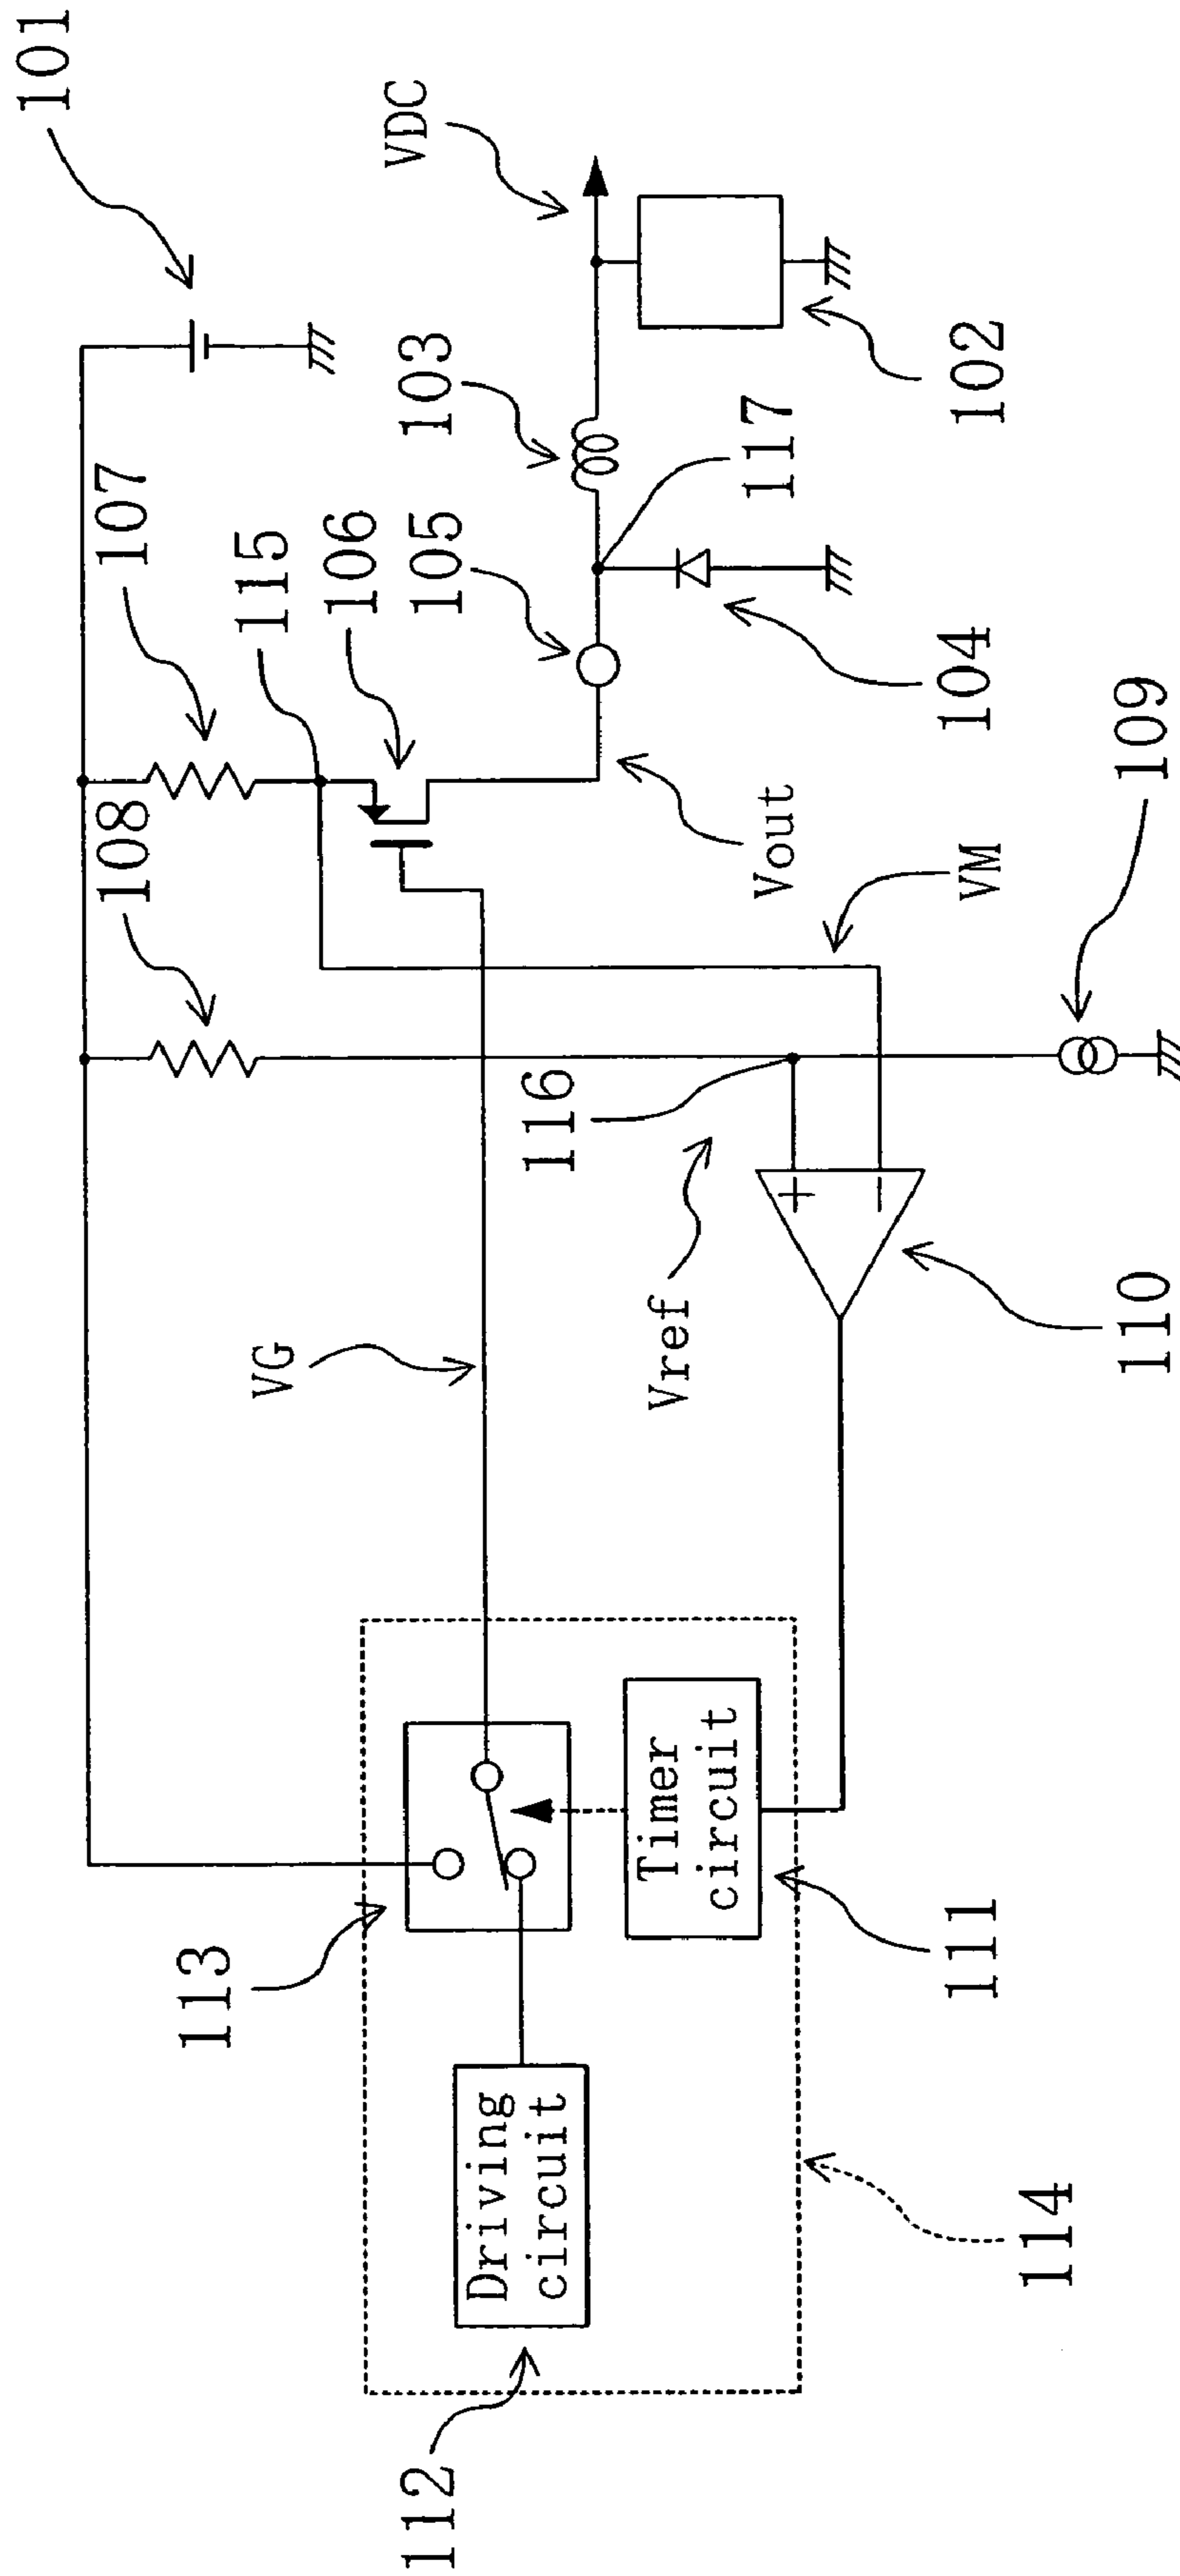 101
VDC
107
103
102
115
106
105
117
104
108
109
Vout
VM
116
VG
Vref
110
113
Timer
circuit
111
Driving
circuit
112
114
+
−